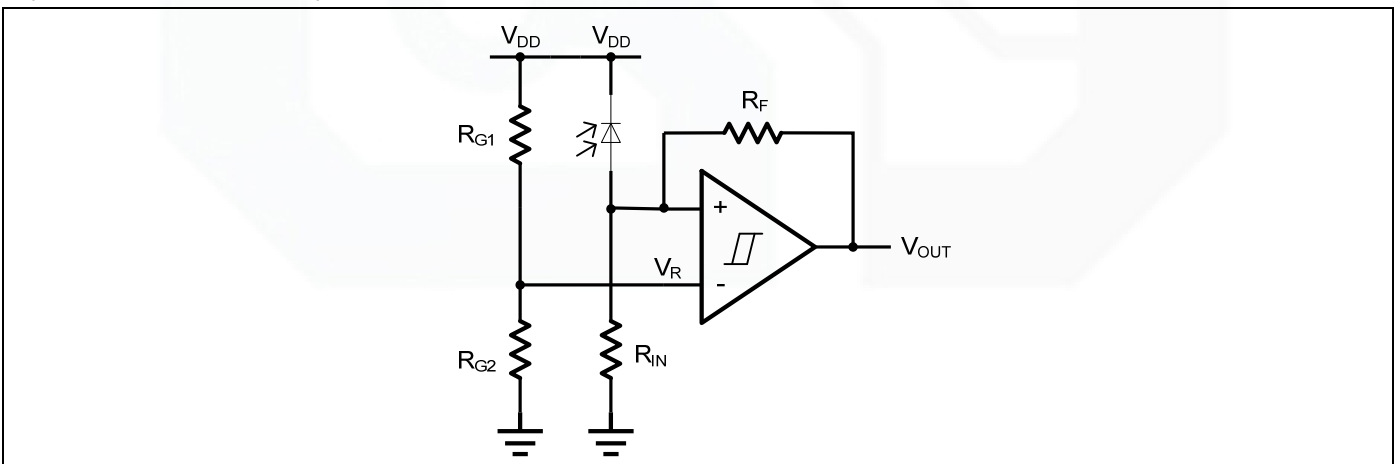 VDD VDD
RF
RG1
+
VOUT
VR
-
RG2
RIN